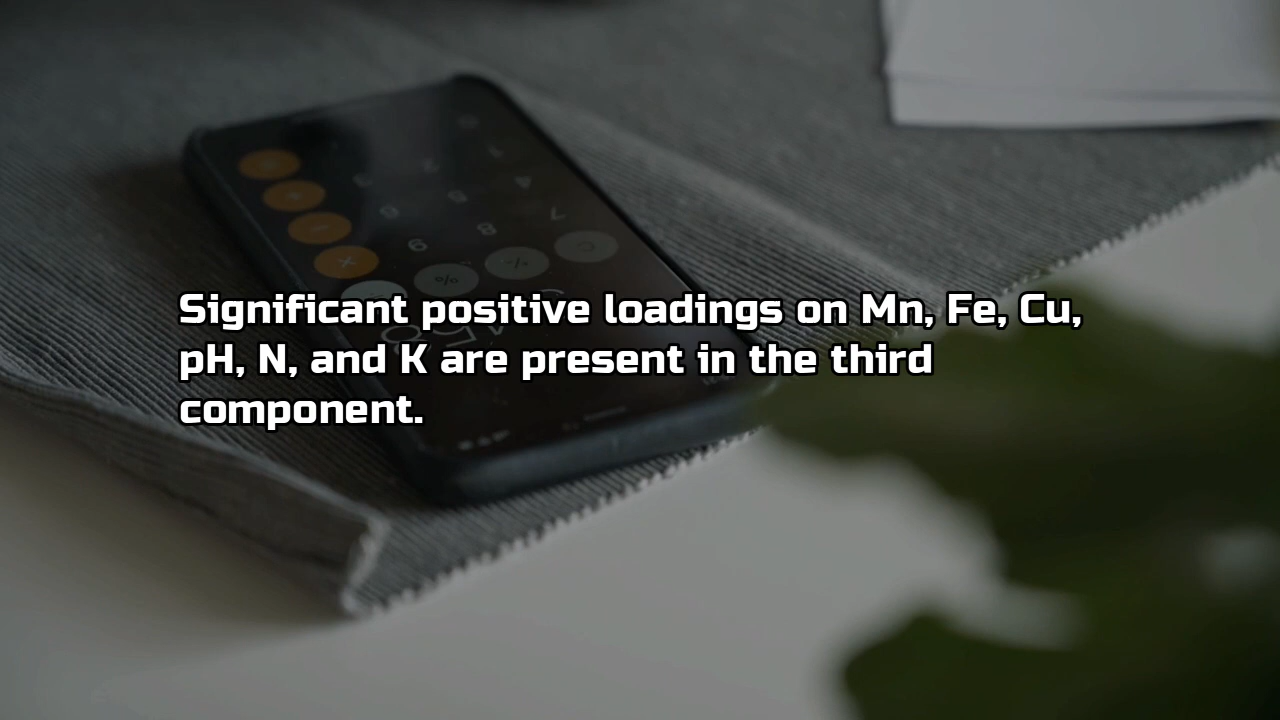 Significant positive loadings on Mn, Fe, Cu,
pH, N, and K are present in the third
component.